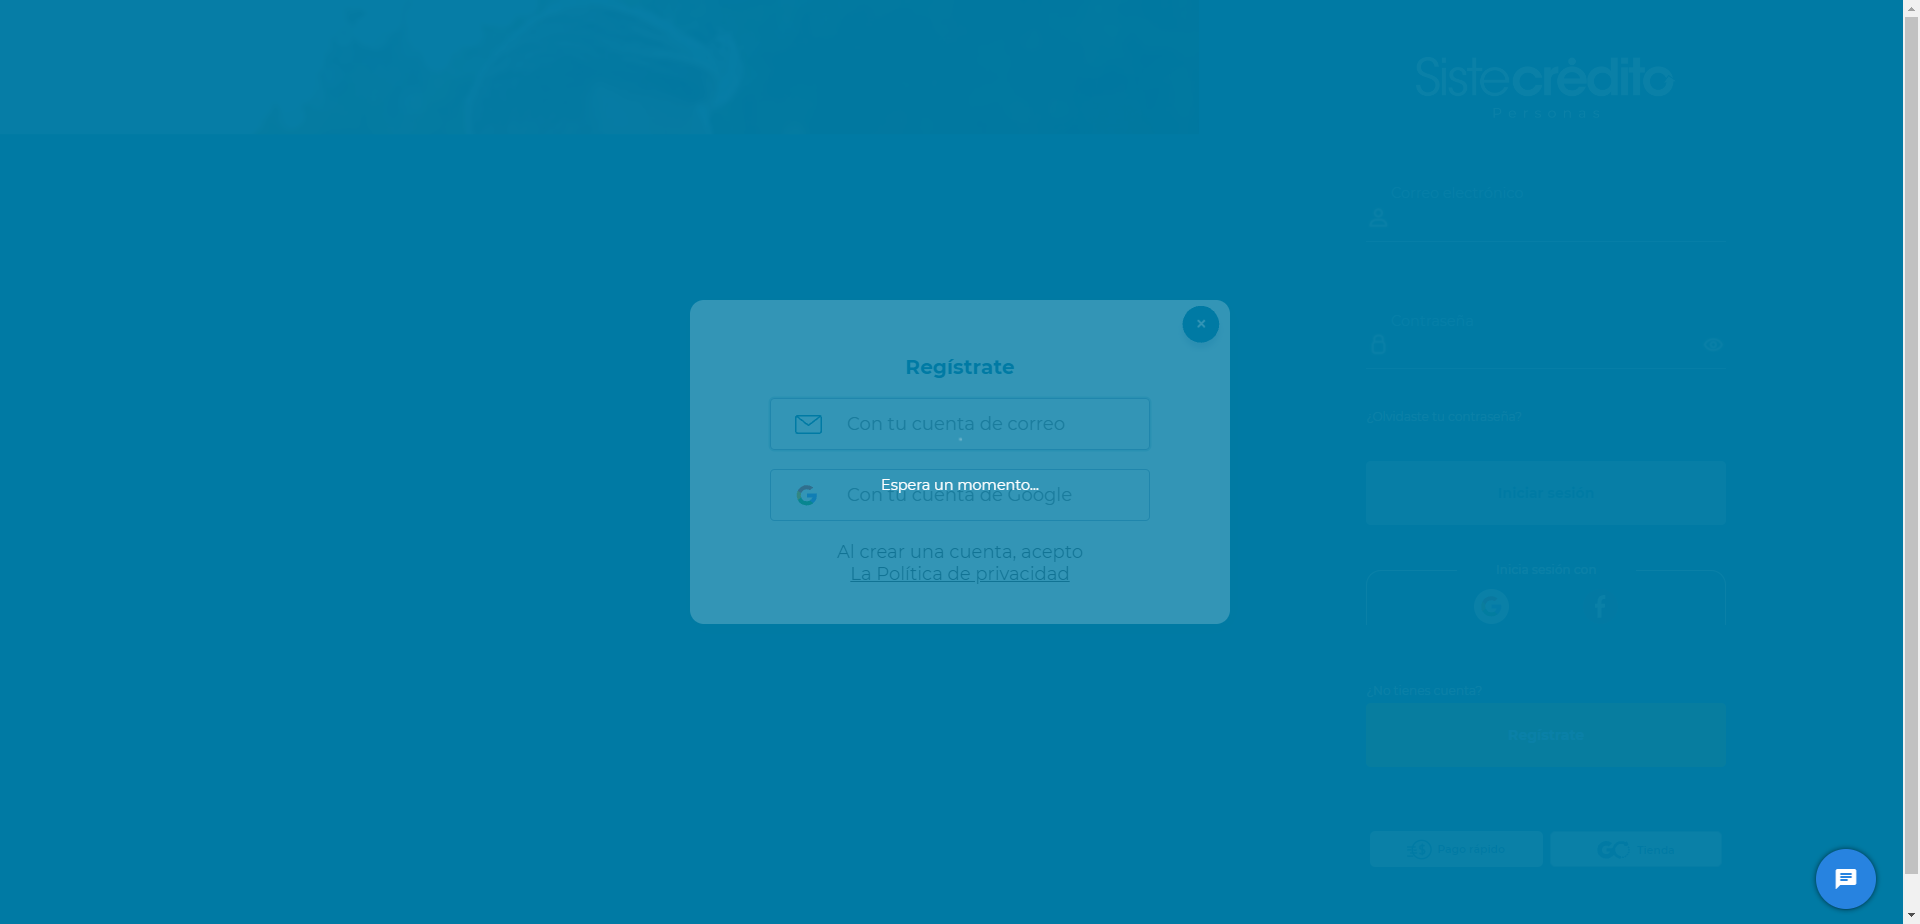 Sistecrédito
Personas
Correo electrónico
Contraseña
¿Olvidaste tu contraseña?
Iniciar sesión
Inicia sesión con
¿No tienes cuenta?
Regístrate
Pago rápido
Tienda
Regístrate
Con tu cuenta de correo
Espera un momento...
Con tu cuenta de Google
Al crear una cuenta, acepto
La Política de privacidad